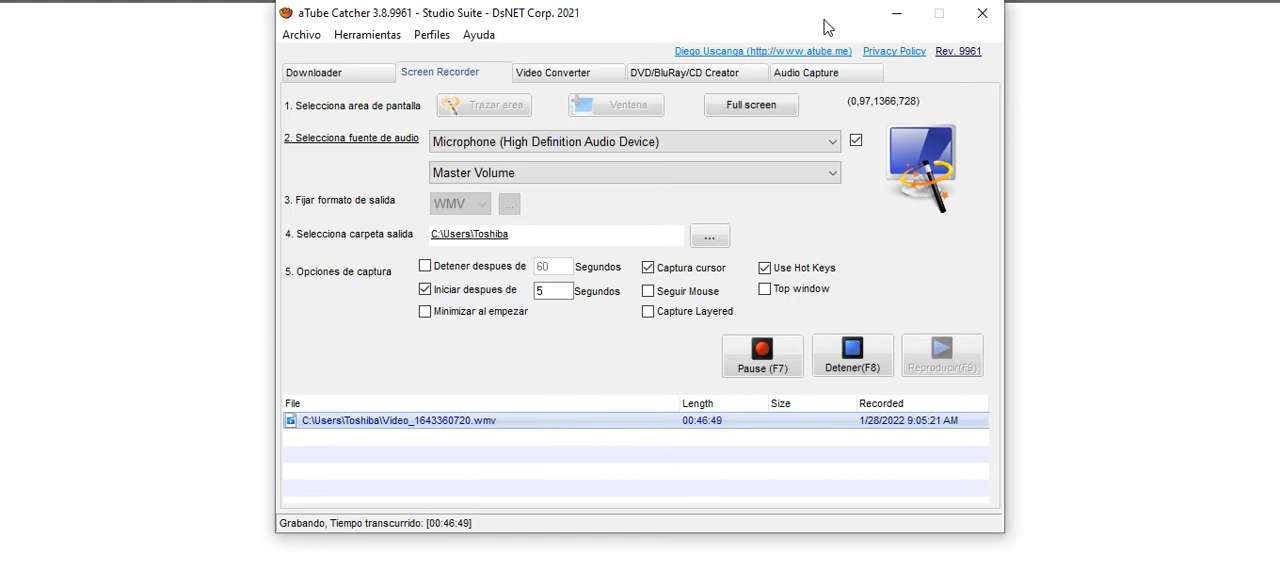 aTube Catcher 3.8.9961 - Studio Suite - DsNET Corp. 2021
Archivo Herramientas Perfiles Ayuda
Diego Uscanga (http://www.atube.me) Privacy Policy Rev. 9961
Downloader Screen Recorder Video Converter DVD/BluRay/CD Creator Audio Capture
1. Selecciona area de pantalla Trazar area Ventana Full screen (0,97,1366,728)
2. Selecciona fuente de audio Microphone (High Definition Audio Device)
Master Volume
3. Fijar formato de salida WMV ...
4. Selecciona carpeta salida C:\Users\Toshiba ...
5. Opciones de captura Detener despues de 60 Segundos Captura cursor Use Hot Keys
Iniciar despues de 5 Segundos Seguir Mouse Top window
Minimizar al empezar Capture Layered
Pause (F7) Detener(F8) Reproducir(F9)
File Length Size Recorded
C:\Users\Toshiba\Video_1643360720.wmv 00:46:49 1/28/2022 9:05:21 AM
Grabando, Tiempo transcurrido: [00:46:49]